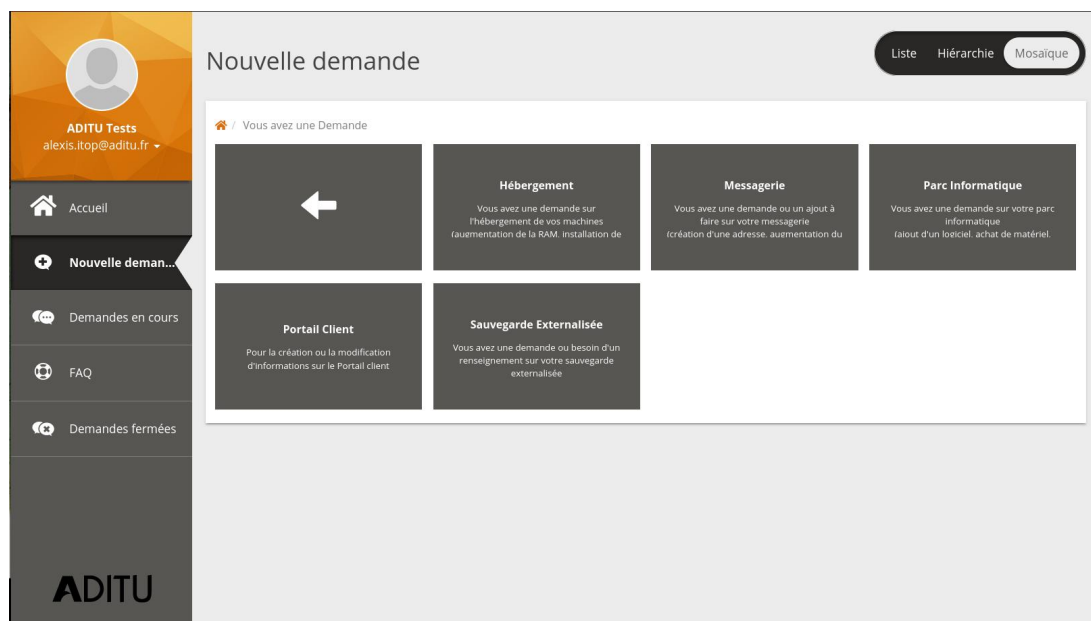 ADITU Tests
alexis.itop@aditu.fr
Accueil
Nouvelle deman...
Demandes en cours
FAQ
Demandes fermées
ADITU
Nouvelle demande
Liste Hiérarchie Mosaïque
/ Vous avez une Demande
Hébergement
Vous avez une demande sur
l'hébergement de vos machines
(augmentation de la RAM, installation de
Messagerie
Vous avez une demande ou un ajout à
faire sur votre messagerie
(création d'une adresse, augmentation du
Parc Informatique
Vous avez une demande sur votre parc
informatique
(ajout d'un logiciel, achat de matériel,
Portail Client
Pour la création ou la modification
d'informations sur le Portail client
Sauvegarde Externalisée
Vous avez une demande ou besoin d'un
renseignement sur votre sauvegarde
externalisée